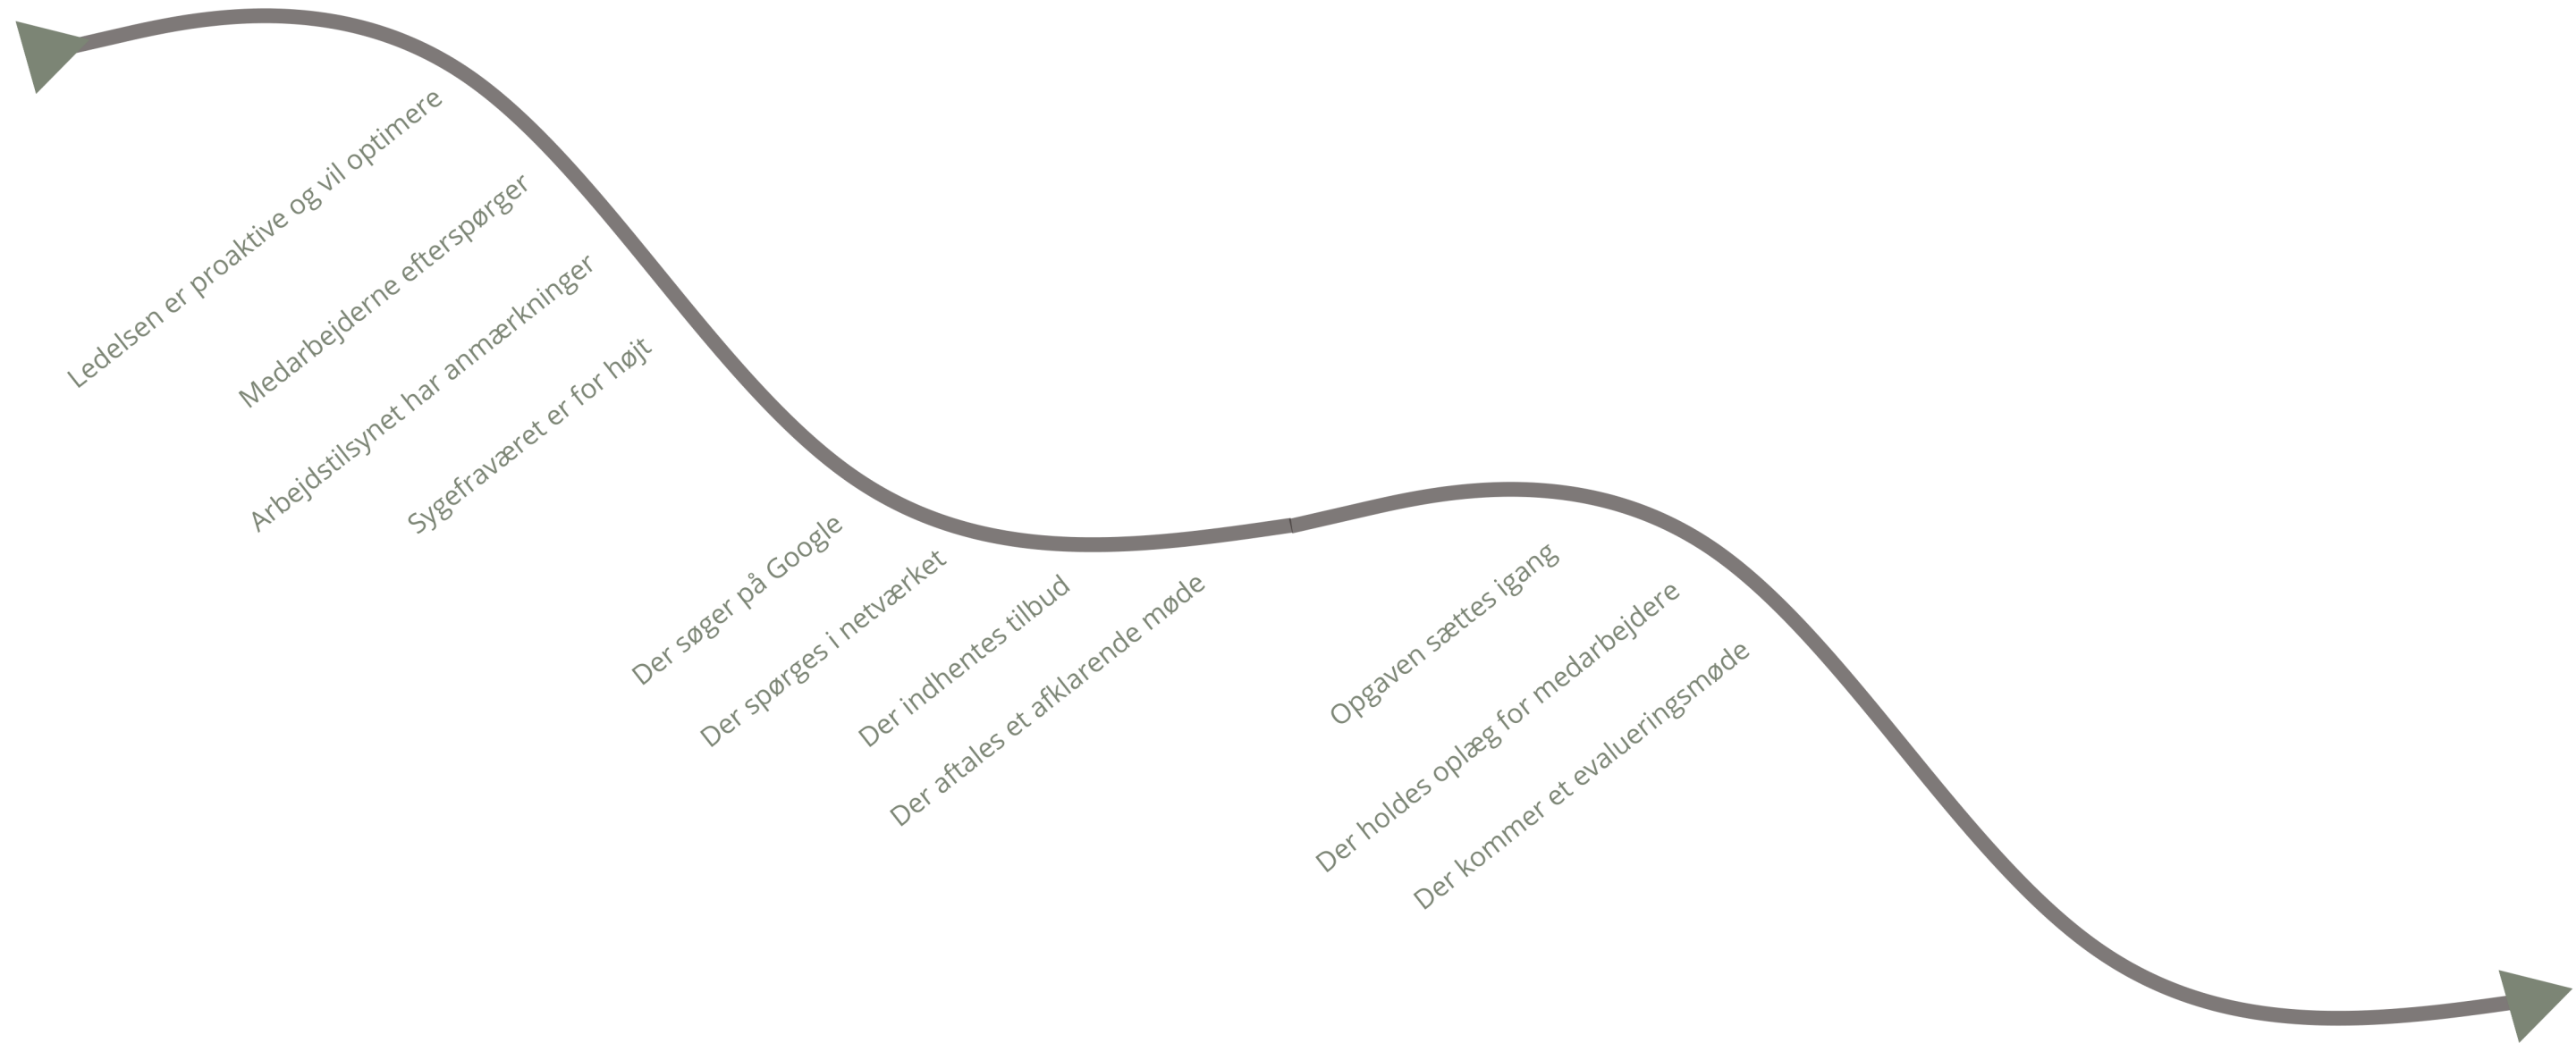 Ledelsen er proaktive og vil optimere
Medarbejderne efterspørger
Arbejdstilsynet har anmærkninger
Sygefraværet er for højt
Der søger på Google
Der spørges i netværket
Der indhentes tilbud
Der aftales et afklarende møde
Opgaven sættes igang
Der holdes oplæg for medarbejdere
Der kommer et evalueringsmøde